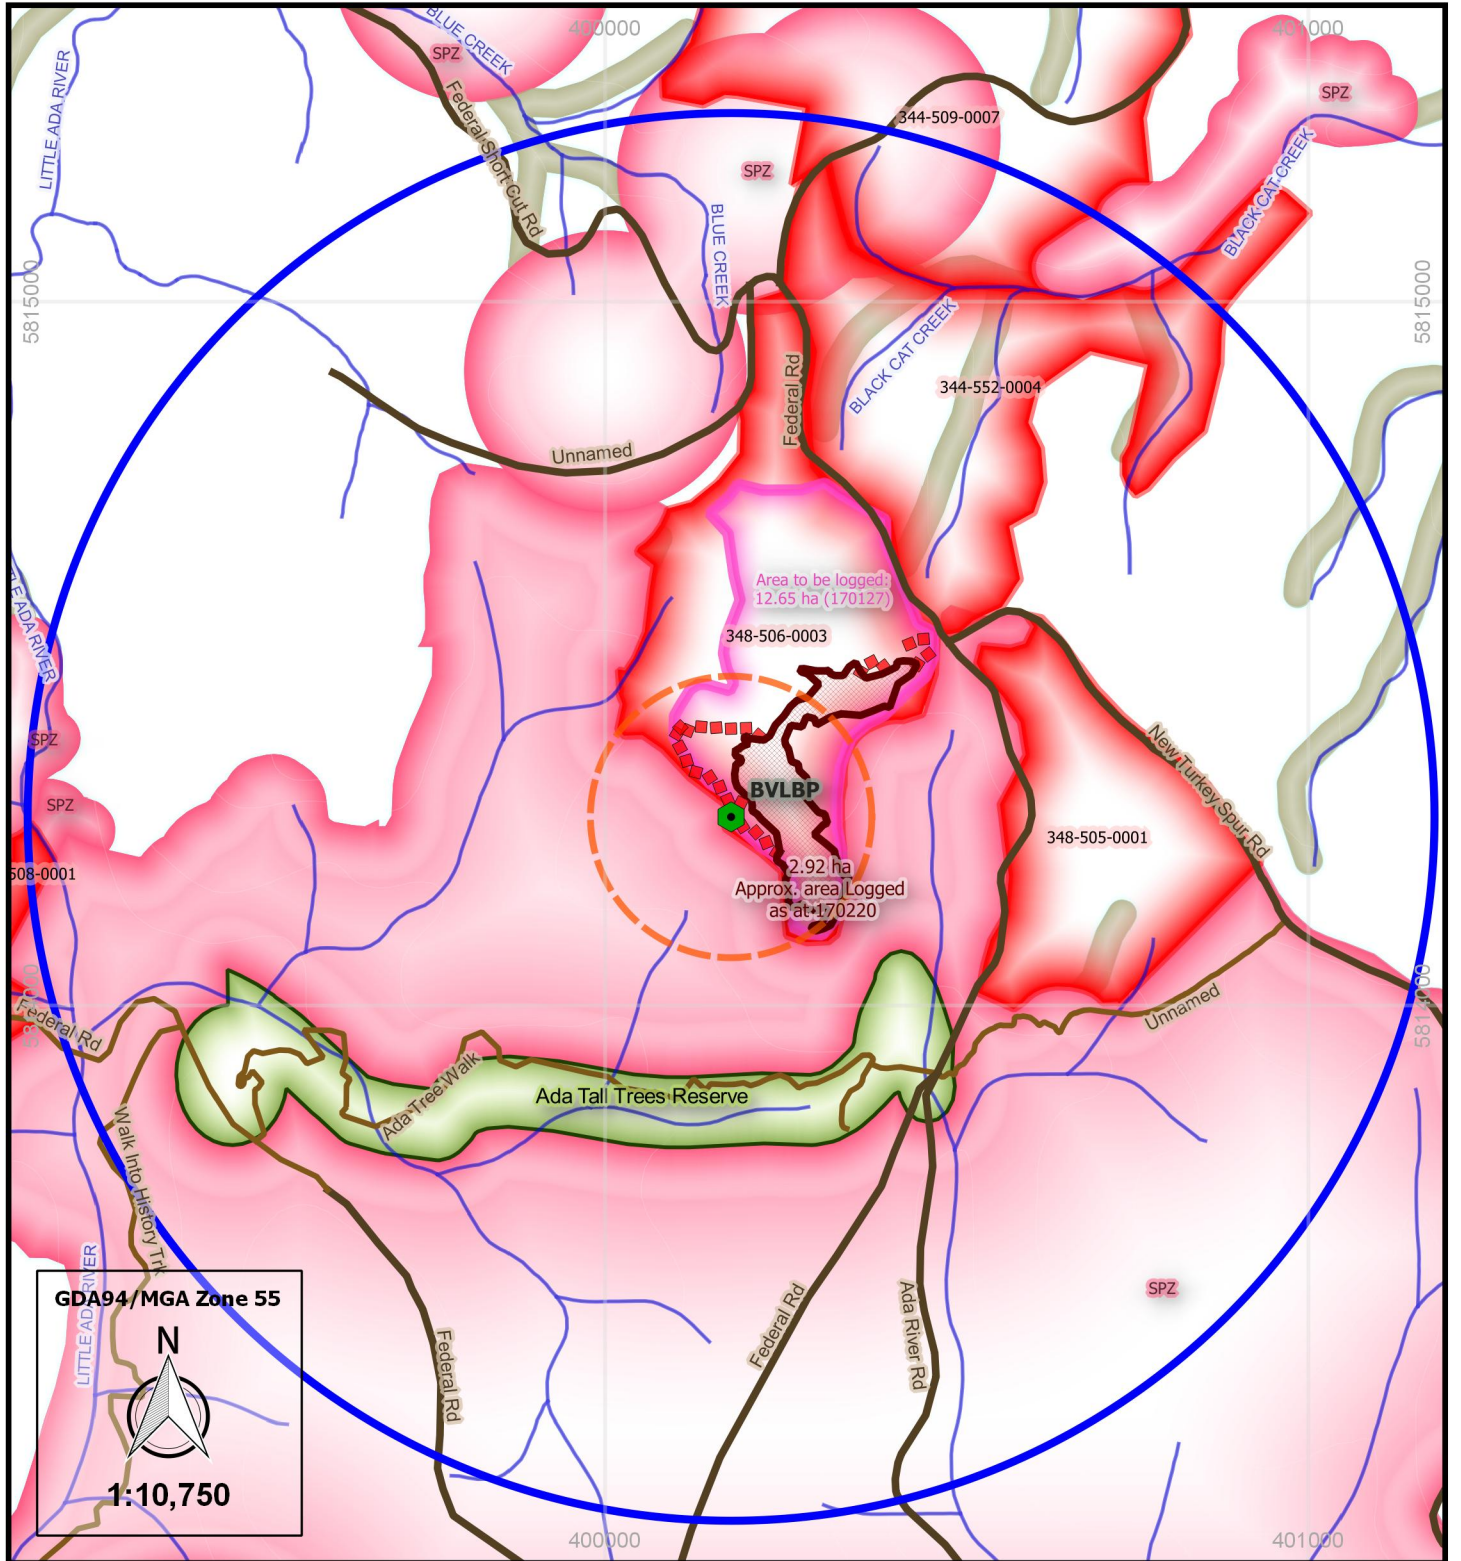 400000
401000
BLUE CREEK
SPZ
LITTLE ADA RIVER
SPZ
Federal Short Cut Rd
344-509-0007
SPZ
BLACK CAT CREEK
BLUE CREEK
5815000
5815000
BLACK CAT CREEK
Federal Rd
344-552-0004
Unnamed
Area to be logged:
12.65 ha (170127)
348-506-0003
TLE ADA RIVER
SPZ
New Turkey Spur Rd
BVLBP
SPZ
348-505-0001
508-0001
2.92 ha
Approx. area Logged
as at 170220
Federal Rd
Unnamed
Ada Tree Walk
Ada Tall Trees Reserve
Walk Into History Trk
LITTLE ADA RIVER
SPZ
GDA94/MGA Zone 55
N
1:10,750
Federal Rd
Federal Rd
Ada River Rd
400000
401000